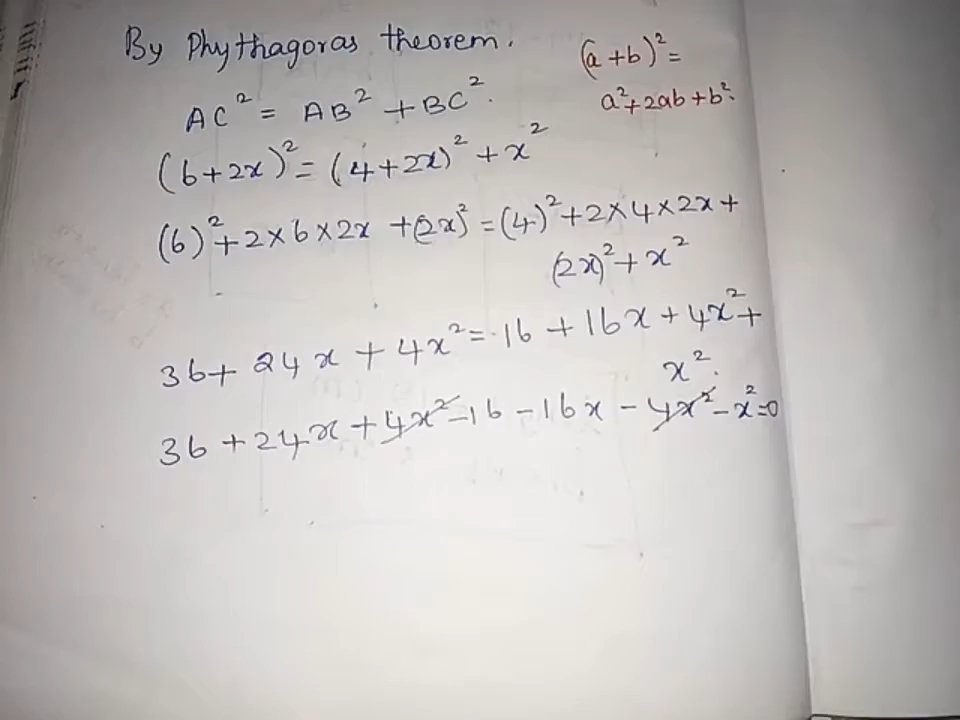 By Phythagoras theorem.
(a+b)²=
a²+2ab+b².
AC² = AB² + BC².
(6+2x)² = (4+2x)² + x²
(6)²+2×6×2x +(2x)² = (4)²+2×4×2x+
(2x)²+x²
36+ 24x + 4x² = 16 + 16x + 4x²+
x².
36 + 24x + 4x² - 16 - 16x - 4x² - x²=0